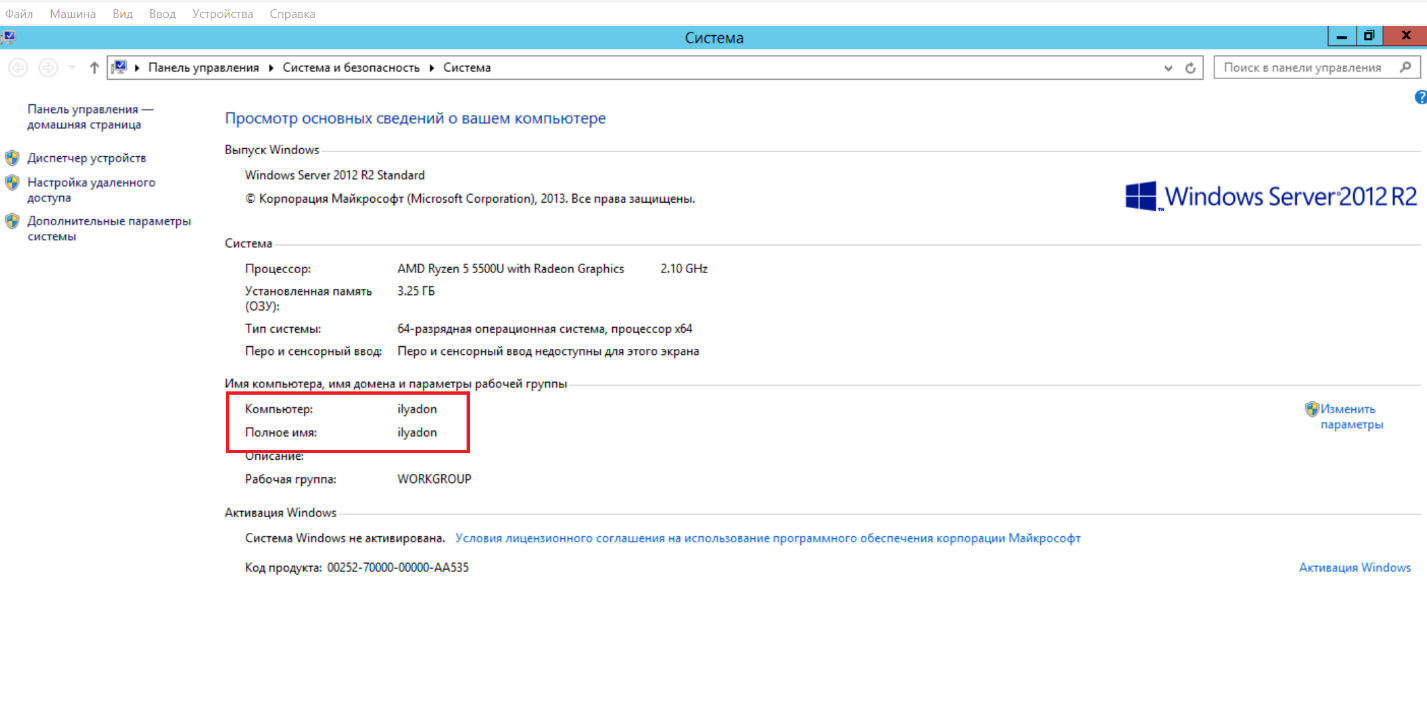 Файл Машина Вид Ввод Устройства Справка
Система
Панель управления Система и безопасность Система
Поиск в панели управления
Панель управления —
домашняя страница
Диспетчер устройств
Настройка удаленного
доступа
Дополнительные параметры
системы
Просмотр основных сведений о вашем компьютере
Выпуск Windows
Windows Server 2012 R2 Standard
© Корпорация Майкрософт (Microsoft Corporation), 2013. Все права защищены.
Windows Server 2012 R2
Система
Процессор: AMD Ryzen 5 5500U with Radeon Graphics 2.10 GHz
Установленная память 3.25 ГБ
(ОЗУ):
Тип системы: 64-разрядная операционная система, процессор x64
Перо и сенсорный ввод: Перо и сенсорный ввод недоступны для этого экрана
Имя компьютера, имя домена и параметры рабочей группы
Компьютер: ilyadon
Полное имя: ilyadon
Описание:
Рабочая группа: WORKGROUP
Изменить
параметры
Активация Windows
Система Windows не активирована. Условия лицензионного соглашения на использование программного обеспечения корпорации Майкрософт
Код продукта: 00252-70000-00000-AA535
Активация Windows